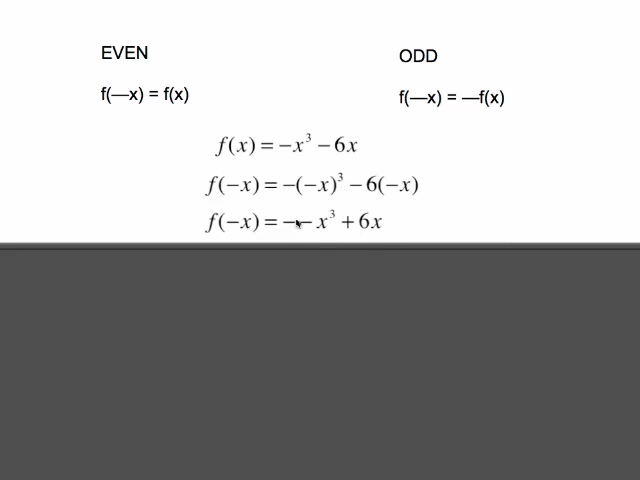 EVEN
ODD
f(—x) = f(x)
f(—x) = —f(x)
f(−x) = −x³ − 6x
f(−x) = −(−x)³ − 6(−x)
f(−x) = −− x³ + 6x